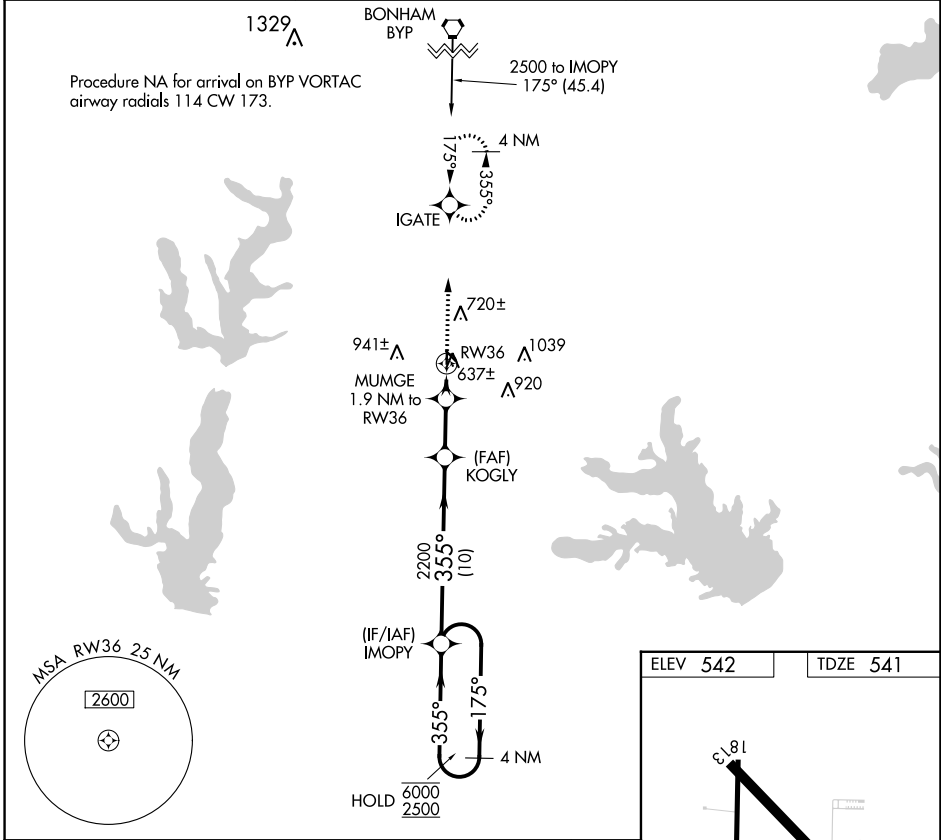 1329
BONHAM
BYP
Procedure NA for arrival on BYP VORTAC
airway radials 114 CW 173.
2500 to IMOPY
175° (45.4)
4 NM
175°
355°
IGATE
720±
941±
RW36
1039
637±
920
MUMGE
1.9 NM to
RW36
(FAF)
KOGLY
2200
355°
(10)
(IF/IAF)
IMOPY
355°
175°
4 NM
HOLD 6000
2500
MSA RW36 25 NM
2600
ELEV 542
TDZE 541
13
18